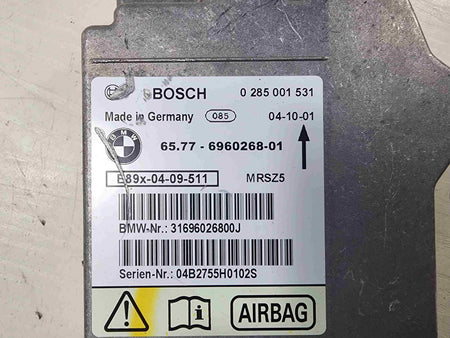 BOSCH 0 285 001 531
Made in Germany 085 04-10-01
BMW 65.77 - 6960268-01
E89x-04-09-511 MRSZ5
BMW-Nr.: 31696026800J
Serien-Nr.: 04B2755H0102S
AIRBAG